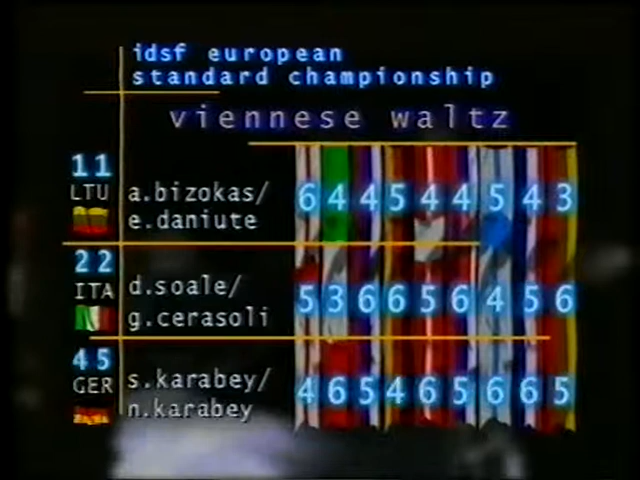 idsf european
standard championship
viennese waltz
11
LTU
a.bizokas/
e.daniute
6 4 4 5 4 4 5 4 3
22
ITA
d.soale/
g.cerasoli
5 3 6 6 5 6 4 5 6
45
GER
s.karabey/
n.karabey
4 6 5 4 6 5 6 6 5